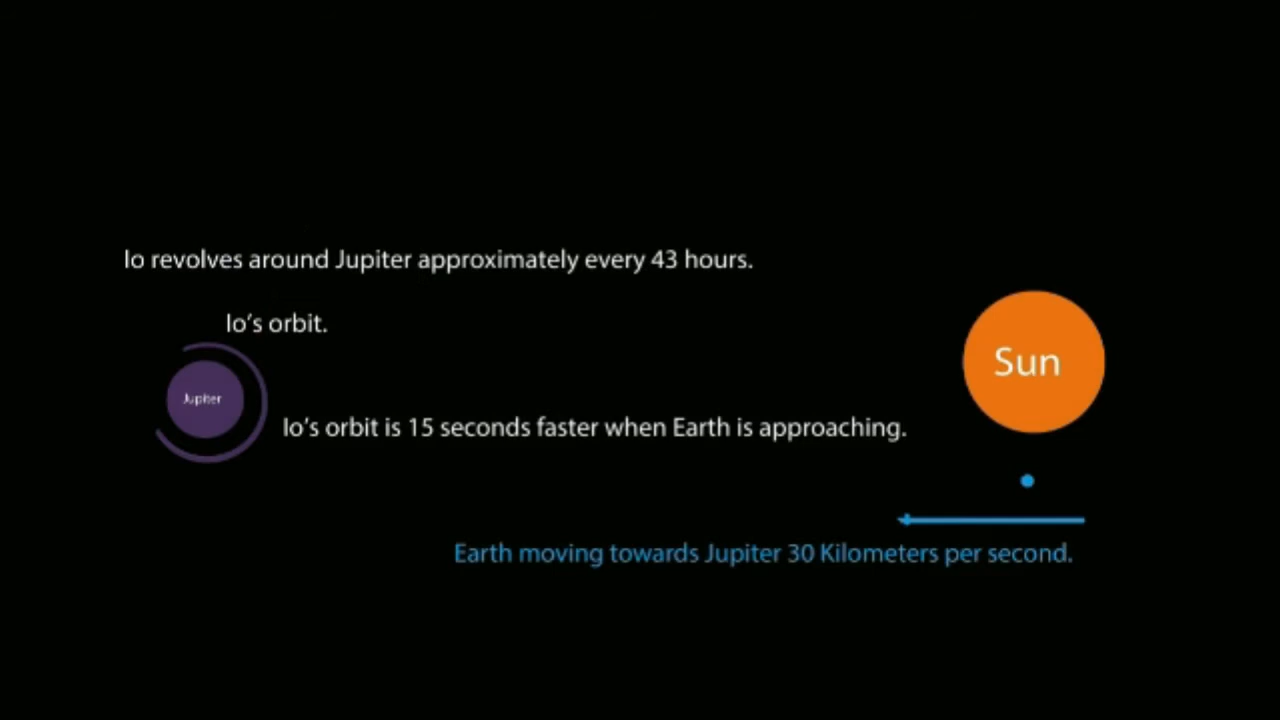 Io revolves around Jupiter approximately every 43 hours.
Io's orbit.
Sun
Jupiter
Io's orbit is 15 seconds faster when Earth is approaching.
Earth moving towards Jupiter 30 Kilometers per second.